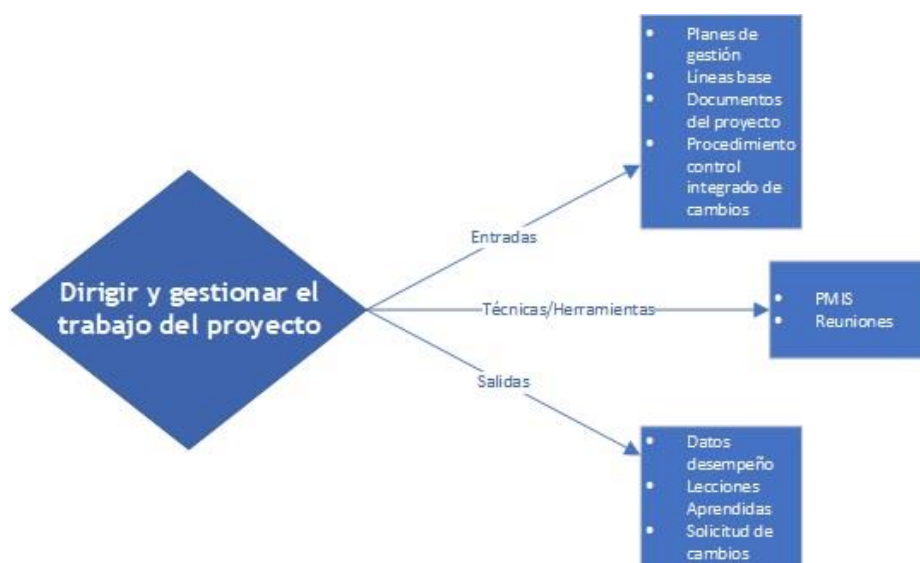 Planes de
gestión
Líneas base
Documentos
del proyecto
Procedimiento
control
integrado de
cambios
Entradas
Dirigir y gestionar el
trabajo del proyecto
Técnicas/Herramientas
PMIS
Reuniones
Salidas
Datos
desempeño
Lecciones
Aprendidas
Solicitud de
cambios